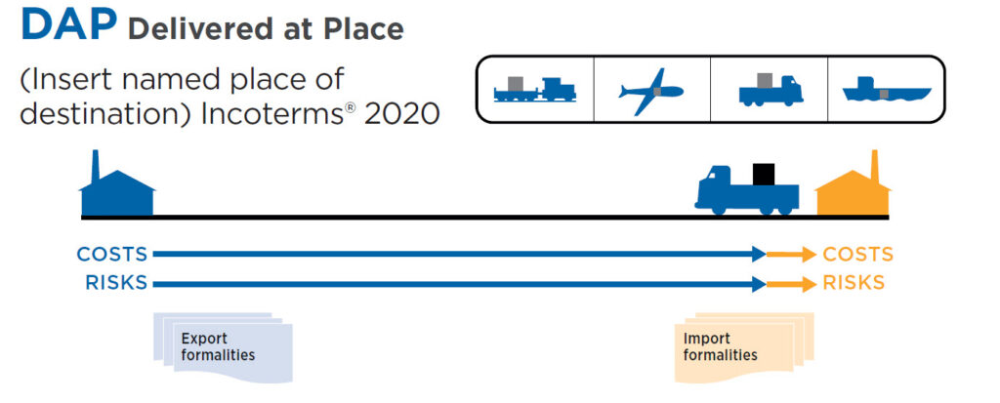 DAP Delivered at Place
(Insert named place of
destination) Incoterms® 2020
COSTS COSTS
RISKS RISKS
Export
formalities
Import
formalities